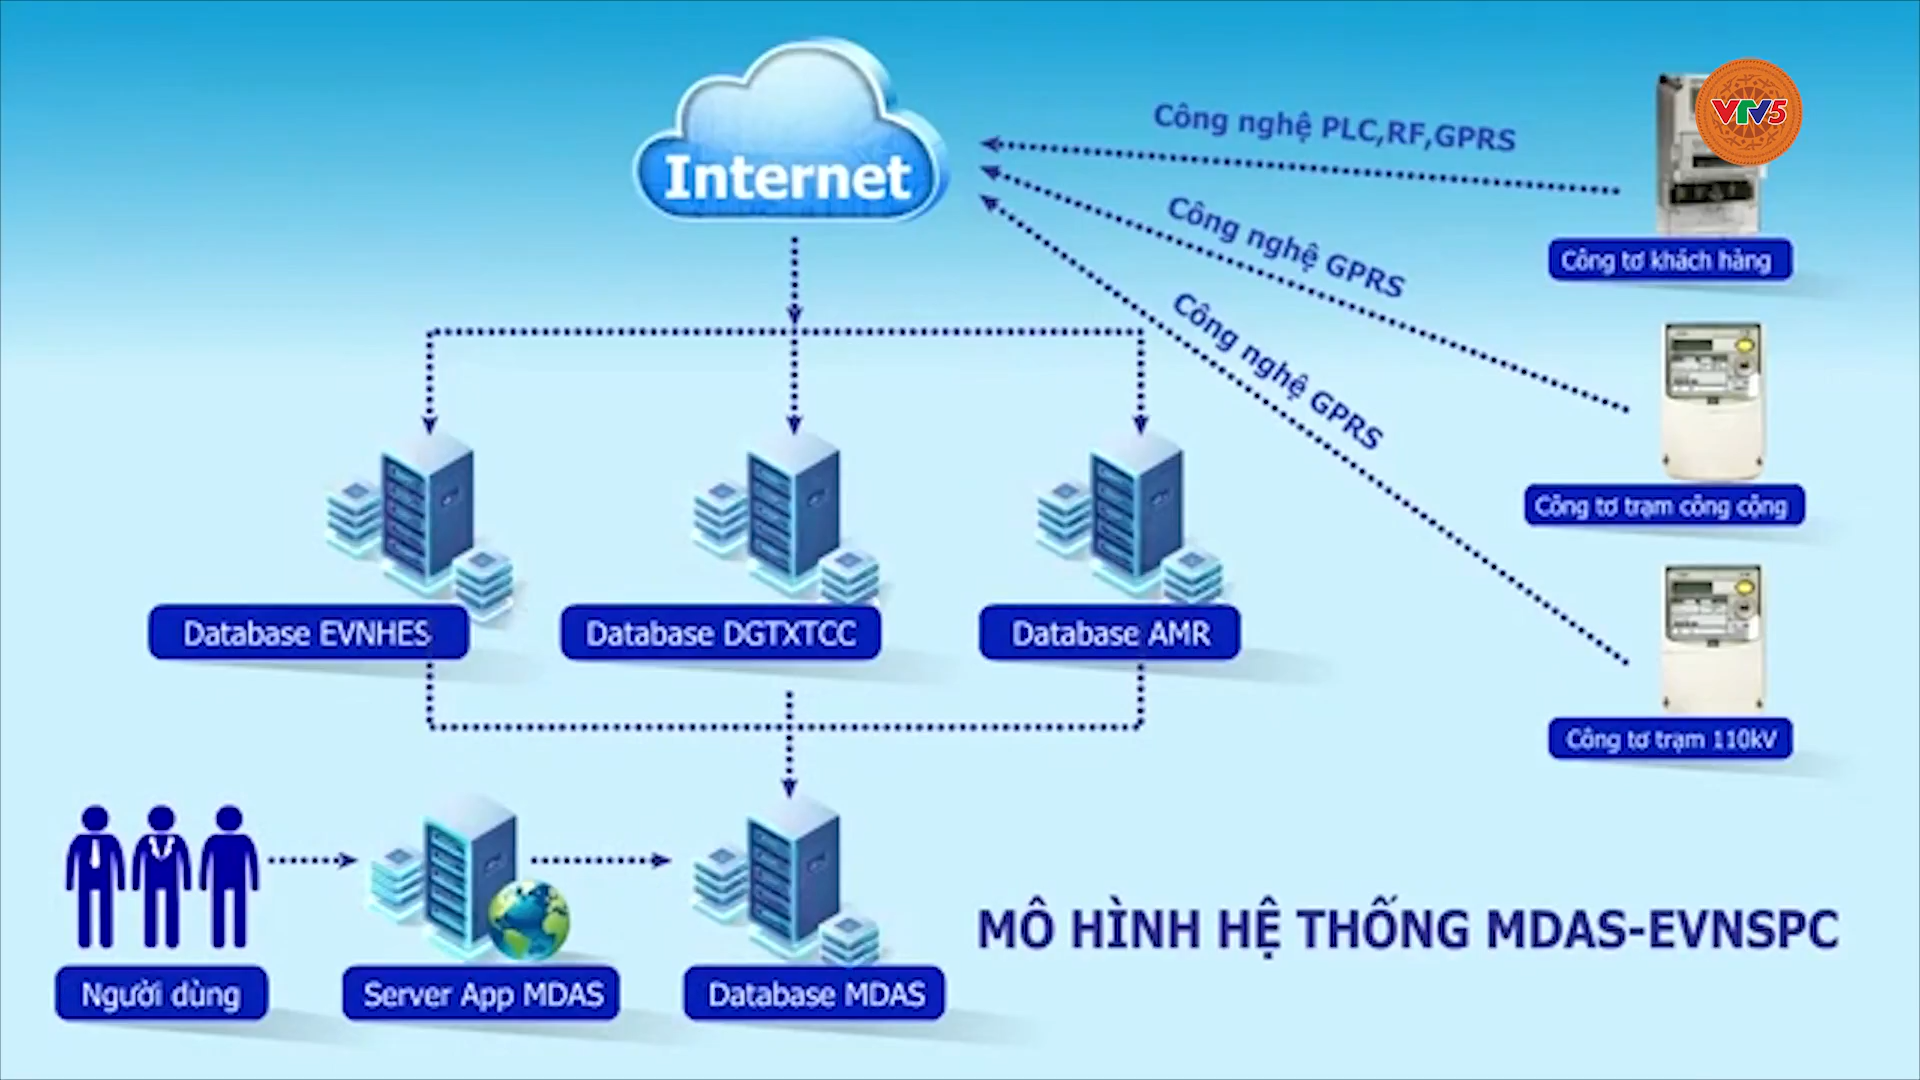 VTV5
Internet
Công nghệ PLC,RF,GPRS
Công nghệ GPRS
Công nghệ GPRS
Công tơ khách hàng
Công tơ trạm công cộng
Công tơ trạm 110kV
Database EVNHES
Database DGTXTCC
Database AMR
Người dùng
Server App MDAS
Database MDAS
MÔ HÌNH HỆ THỐNG MDAS-EVNSPC